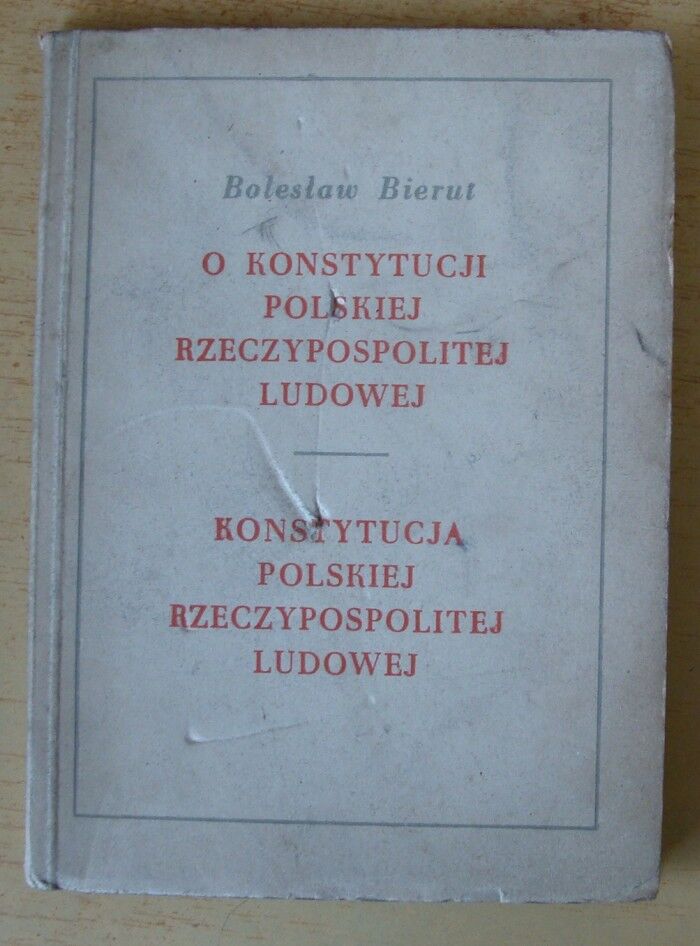 Bolesław Bierut
O KONSTYTUCJI
POLSKIEJ
RZECZYPOSPOLITEJ
LUDOWEJ
KONSTYTUCJA
POLSKIEJ
RZECZYPOSPOLITEJ
LUDOWEJ